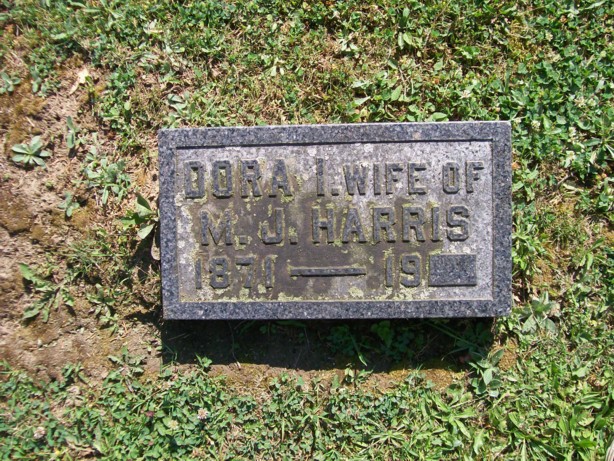 DORA I. WIFE OF
M. J. HARRIS
1871 — 19